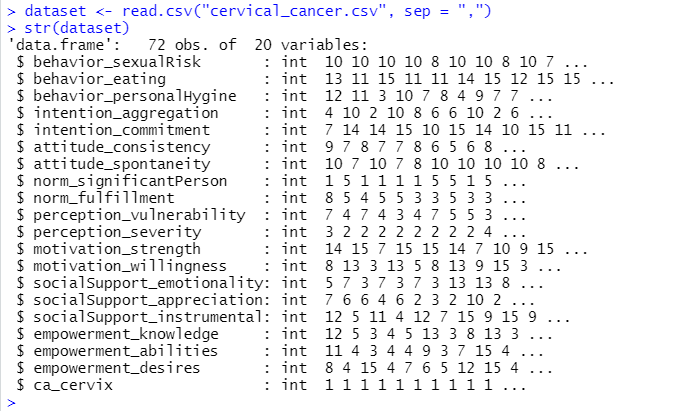 > dataset <- read.csv("cervical_cancer.csv", sep = ",")
> str(dataset)
'data.frame':   72 obs. of  20 variables:
 $ behavior_sexualRisk       : int  10 10 10 10 8 10 10 8 10 7 ...
 $ behavior_eating           : int  13 11 15 11 11 14 15 12 15 15 ...
 $ behavior_personalHygine   : int  12 11 3 10 7 8 4 9 7 7 ...
 $ intention_aggregation     : int  4 10 2 10 8 6 6 10 2 6 ...
 $ intention_commitment      : int  7 14 14 15 10 15 14 10 15 11 ...
 $ attitude_consistency      : int  9 7 8 7 7 8 6 5 6 8 ...
 $ attitude_spontaneity      : int  10 7 10 7 8 10 10 10 10 8 ...
 $ norm_significantPerson    : int  1 5 1 1 1 1 5 5 1 5 ...
 $ norm_fulfillment          : int  8 5 4 5 5 3 3 5 3 3 ...
 $ perception_vulnerability  : int  7 4 7 4 3 4 7 5 5 3 ...
 $ perception_severity       : int  3 2 2 2 2 2 2 2 2 4 ...
 $ motivation_strength       : int  14 15 7 15 15 14 7 10 9 15 ...
 $ motivation_willingness    : int  8 13 3 13 5 8 13 9 15 3 ...
 $ socialSupport_emotionality: int  5 7 3 7 3 7 3 13 13 8 ...
 $ socialSupport_appreciation: int  7 6 6 4 6 2 3 2 10 2 ...
 $ socialSupport_instrumental: int  12 5 11 4 12 7 15 9 15 9 ...
 $ empowerment_knowledge     : int  12 5 3 4 5 13 3 8 13 3 ...
 $ empowerment_abilities     : int  11 4 3 4 4 9 3 7 15 4 ...
 $ empowerment_desires       : int  8 4 15 4 7 6 5 12 15 4 ...
 $ ca_cervix                 : int  1 1 1 1 1 1 1 1 1 1 ...
>